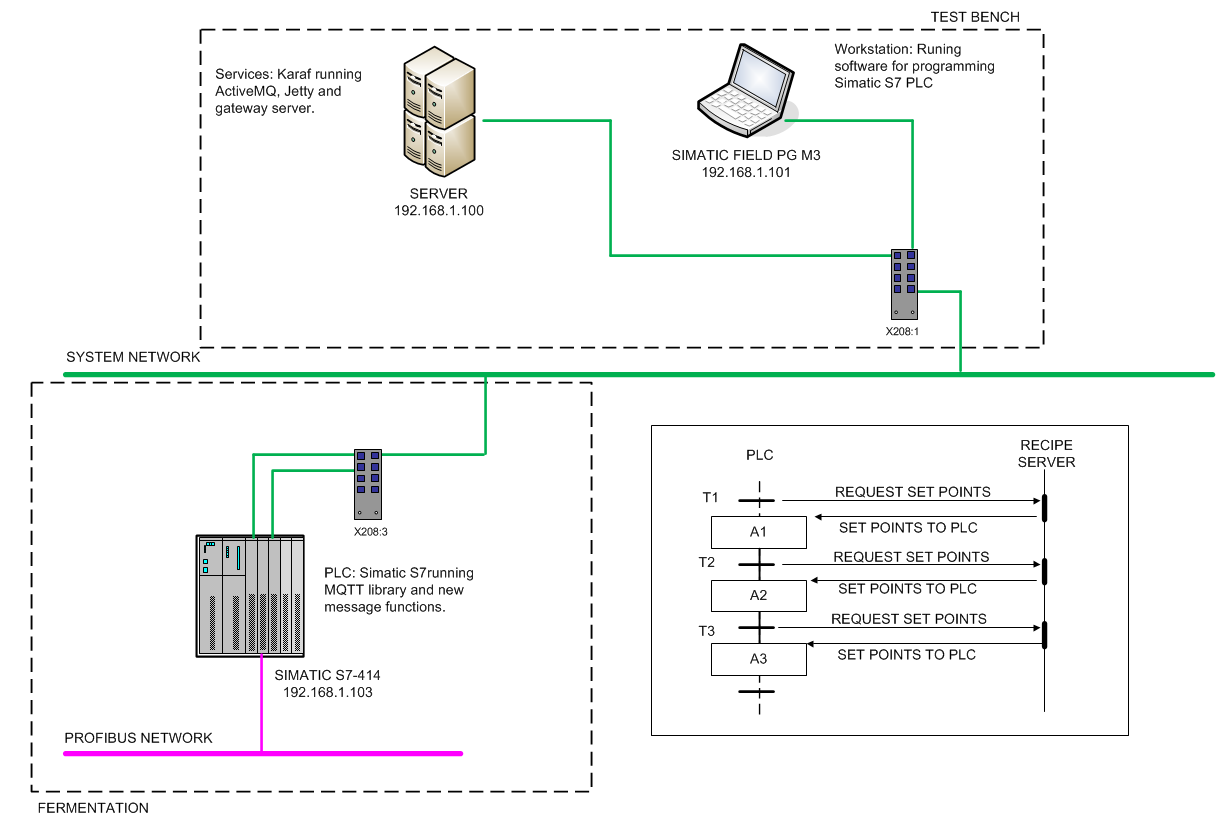 TEST BENCH
Services: Karaf running
ActiveMQ, Jetty and
gateway server.
Workstation: Runing
software for programming
Simatic S7 PLC
SERVER
192.168.1.100
SIMATIC FIELD PG M3
192.168.1.101
X208:1
SYSTEM NETWORK
X208:3
PLC: Simatic S7running
MQTT library and new
message functions.
SIMATIC S7-414
192.168.1.103
PROFIBUS NETWORK
FERMENTATION
PLC
RECIPE
SERVER
T1
REQUEST SET POINTS
SET POINTS TO PLC
A1
T2
REQUEST SET POINTS
SET POINTS TO PLC
A2
T3
REQUEST SET POINTS
SET POINTS TO PLC
A3